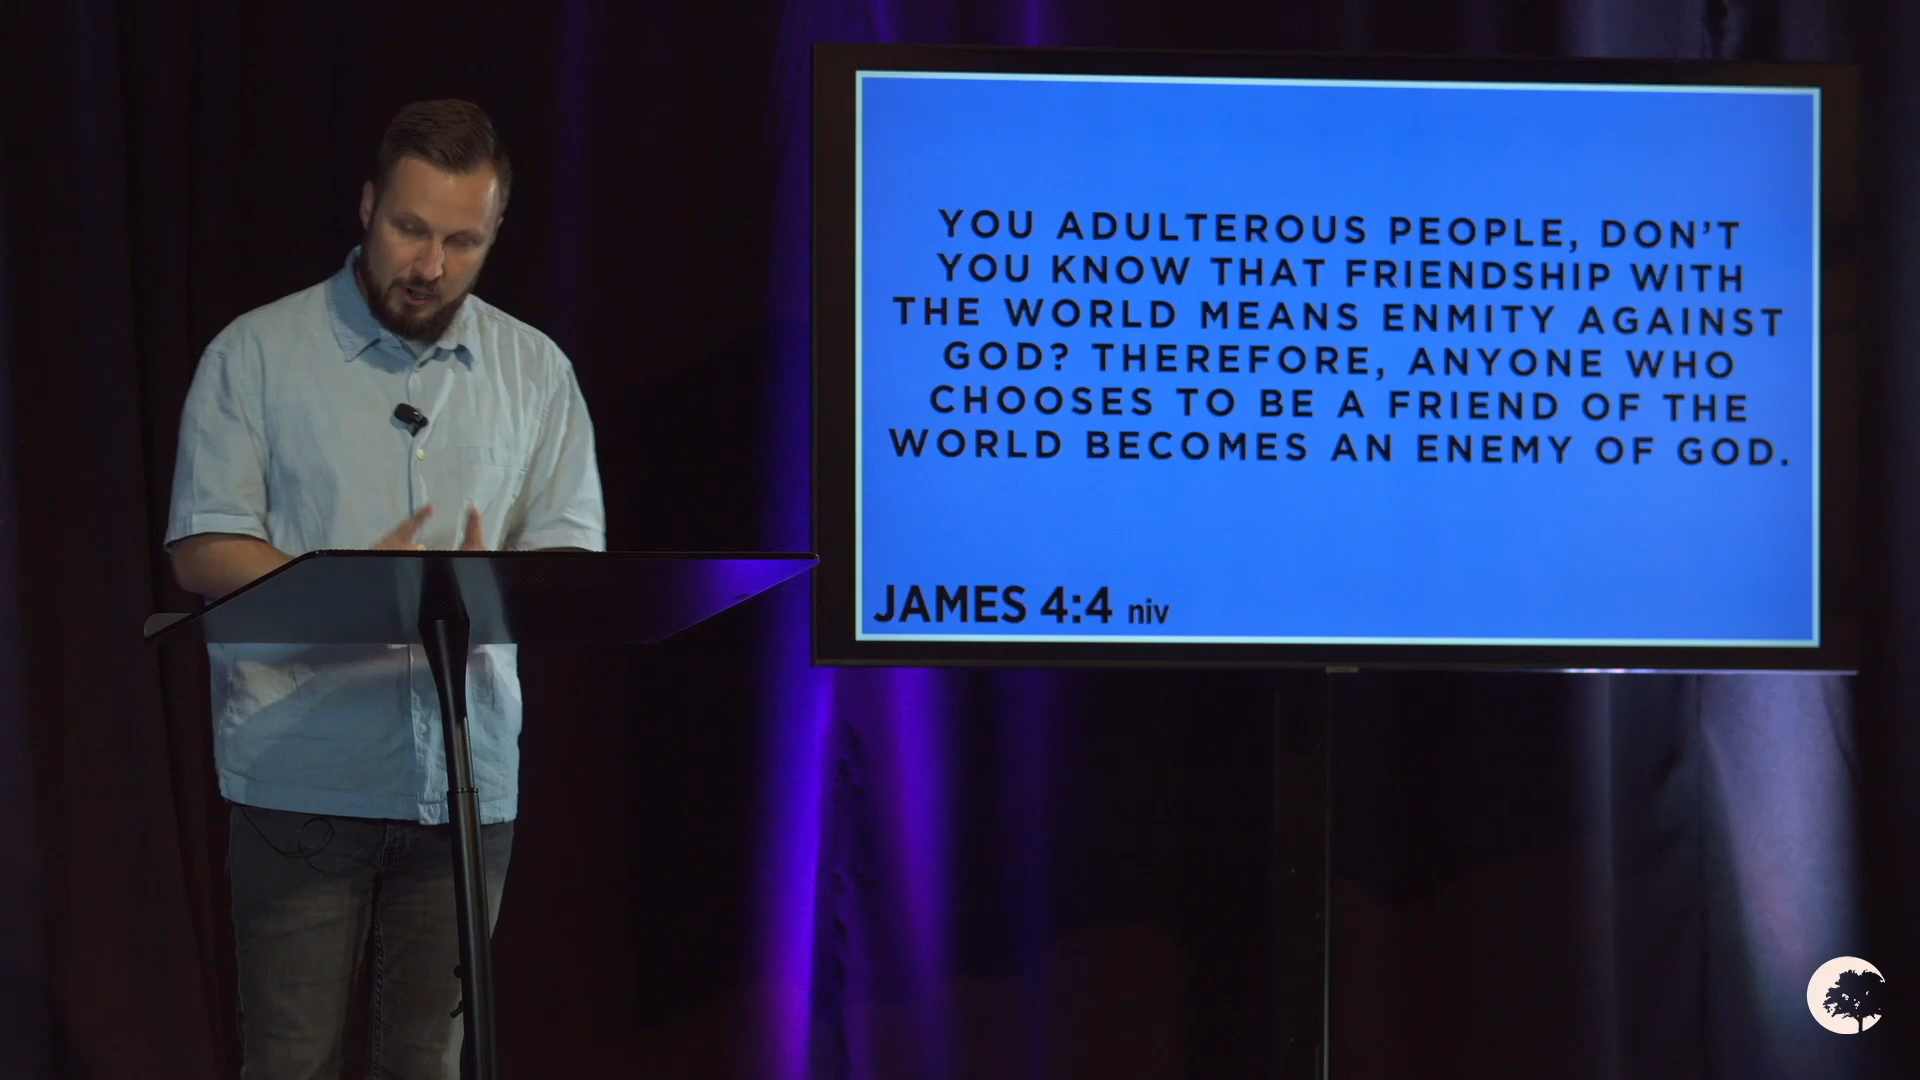 YOU ADULTEROUS PEOPLE, DON’T
YOU KNOW THAT FRIENDSHIP WITH
THE WORLD MEANS ENMITY AGAINST
GOD? THEREFORE, ANYONE WHO
CHOOSES TO BE A FRIEND OF THE
WORLD BECOMES AN ENEMY OF GOD.
JAMES 4:4 niv